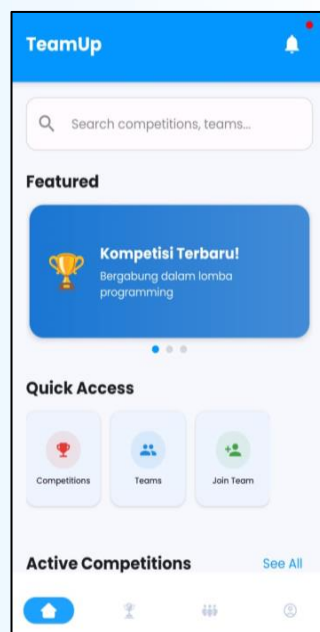 TeamUp
Search competitions, teams...
Featured
Kompetisi Terbaru!
Bergabung dalam lomba
programming
Quick Access
Competitions
Teams
Join Team
Active Competitions
See All